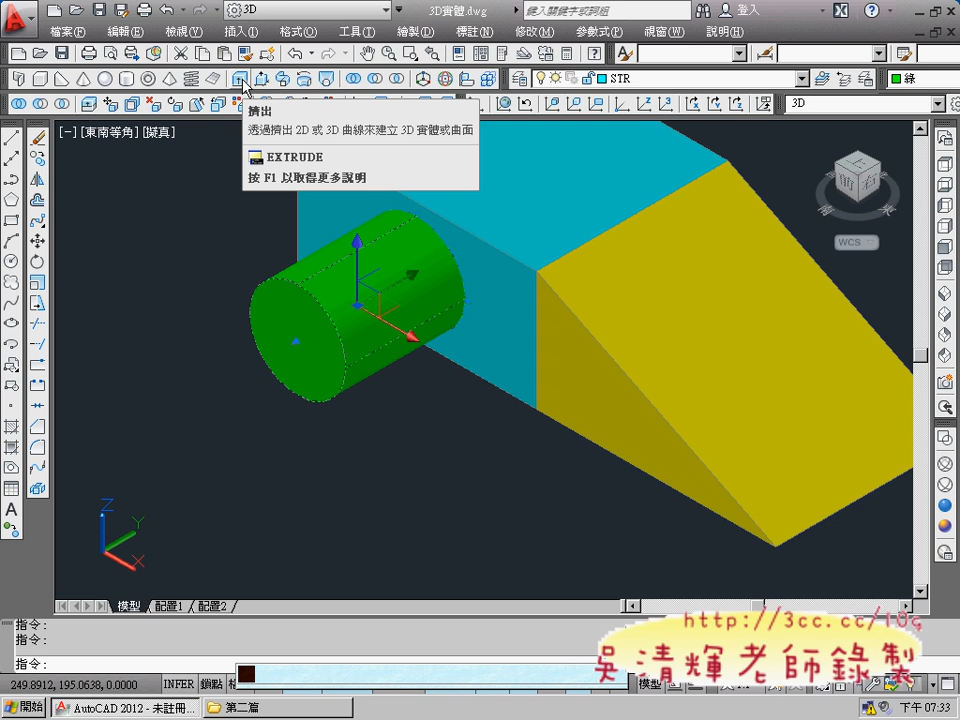 3D
3D實體.dwg
鍵入關鍵字或詞組
登入
檔案(F)
編輯(E)
檢視(V)
插入(I)
格式(O)
工具(T)
繪製(D)
標註(N)
修改(M)
參數式(P)
視窗(W)
說明(H)
STR
綠
3D
[−] [東南等角] [擬真]
擠出
透過擠出 2D 或 3D 曲線來建立 3D 實體或曲面
EXTRUDE
按 F1 以取得更多說明
上
前
右
南
東
WCS
Z
Y
X
模型
配置1
配置2
指令:
指令:
指令:
http://3cc.cc/10q
吳清輝老師錄製
249.8912, 195.0638, 0.0000
INFER
鎖點
模型
開始
AutoCAD 2012 - 未註冊...
第二篇
下午 07:33